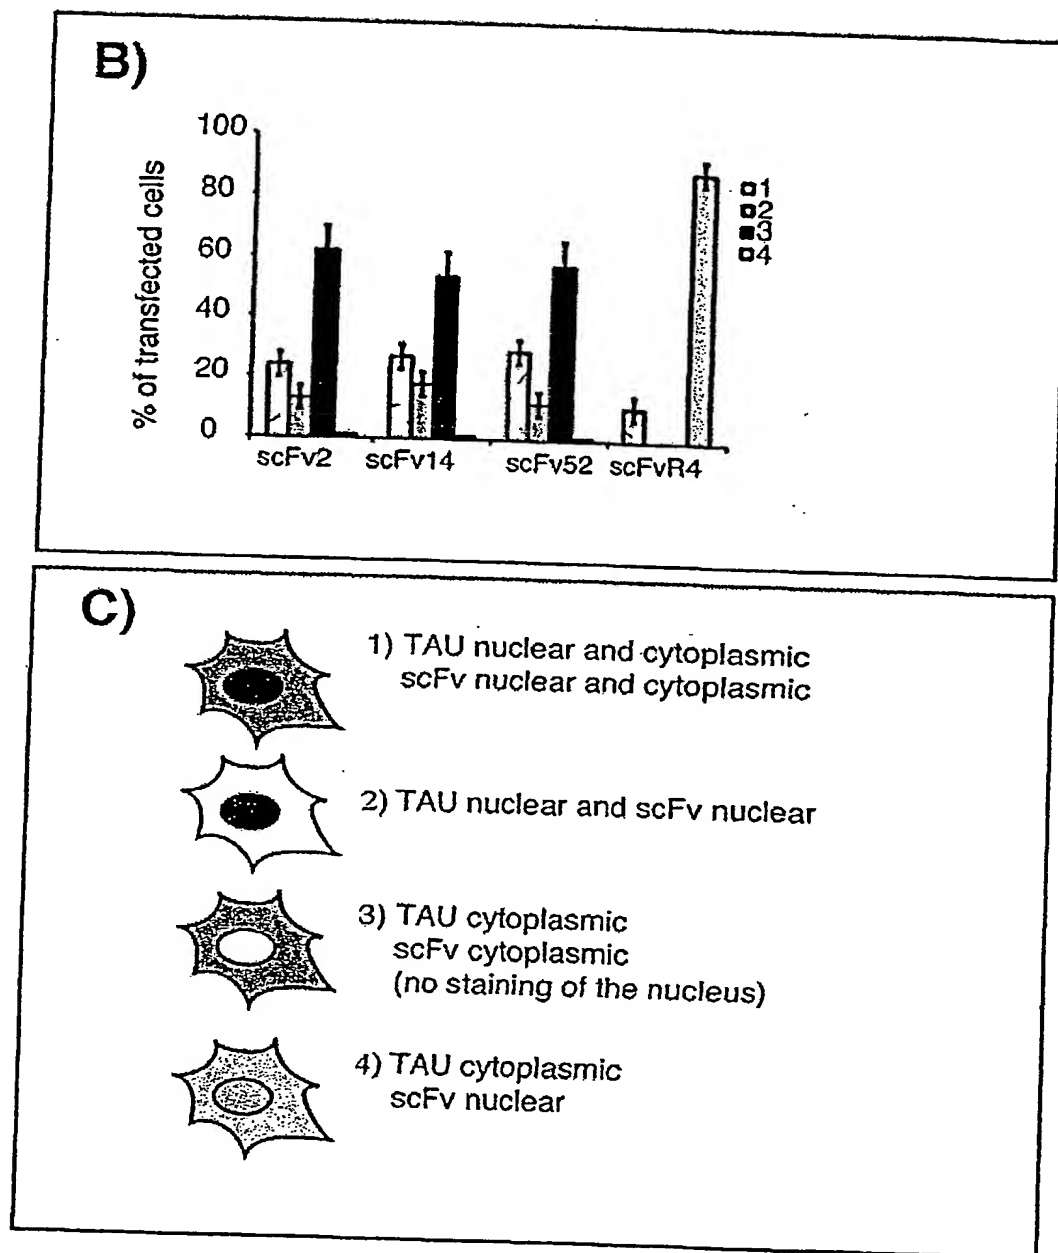 B)
% of transfected cells
100
80
60
40
20
0
scFv2 scFv14 scFv52 scFvR4
1
2
3
4
C)
1) TAU nuclear and cytoplasmic
scFv nuclear and cytoplasmic
2) TAU nuclear and scFv nuclear
3) TAU cytoplasmic
scFv cytoplasmic
(no staining of the nucleus)
4) TAU cytoplasmic
scFv nuclear